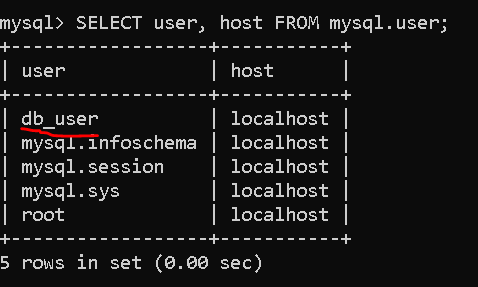 mysql> SELECT user, host FROM mysql.user;
+------------------+-----------+
| user             | host      |
+------------------+-----------+
| db_user          | localhost |
| mysql.infoschema | localhost |
| mysql.session    | localhost |
| mysql.sys        | localhost |
| root             | localhost |
+------------------+-----------+
5 rows in set (0.00 sec)